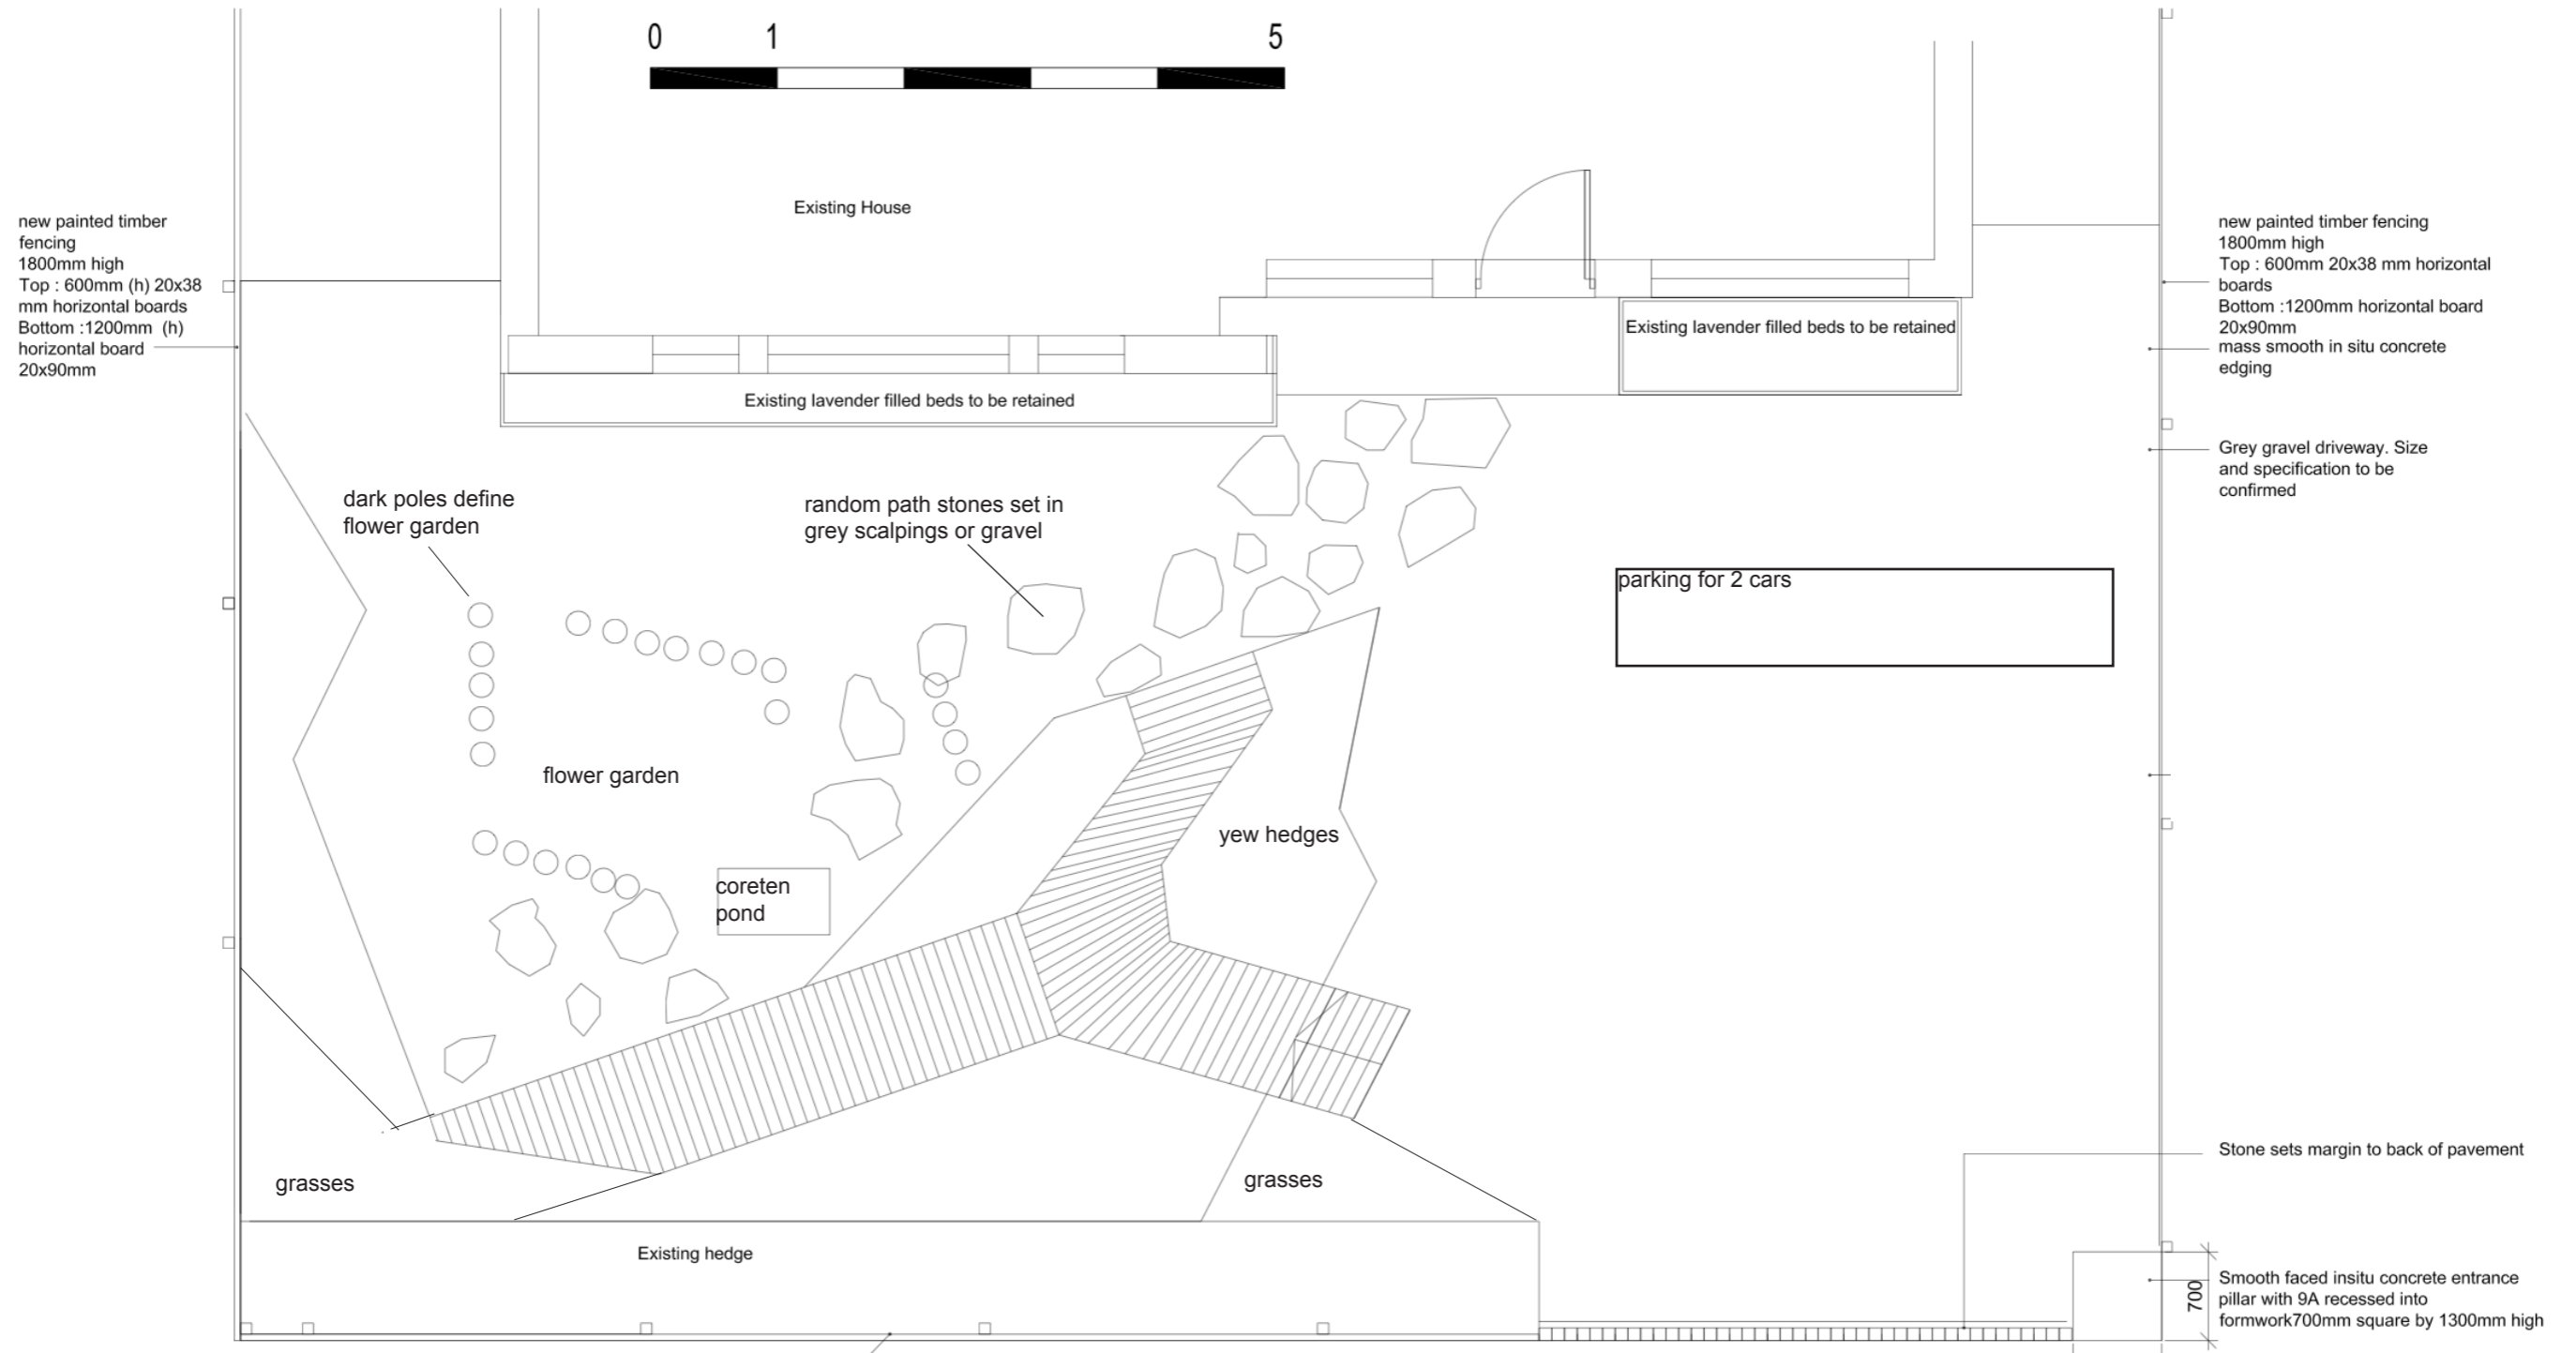 0 1 5
Existing House
new painted timber
fencing
1800mm high
Top : 600mm (h) 20x38
mm horizontal boards
Bottom :1200mm (h)
horizontal board
20x90mm
new painted timber fencing
1800mm high
Top : 600mm 20x38 mm horizontal
boards
Bottom :1200mm horizontal board
20x90mm
mass smooth in situ concrete
edging
Existing lavender filled beds to be retained
Existing lavender filled beds to be retained
Grey gravel driveway. Size
and specification to be
confirmed
dark poles define
flower garden
random path stones set in
grey scalpings or gravel
parking for 2 cars
flower garden
yew hedges
coreten
pond
grasses
grasses
Stone sets margin to back of pavement
Existing hedge
700
Smooth faced insitu concrete entrance
pillar with 9A recessed into
formwork700mm square by 1300mm high